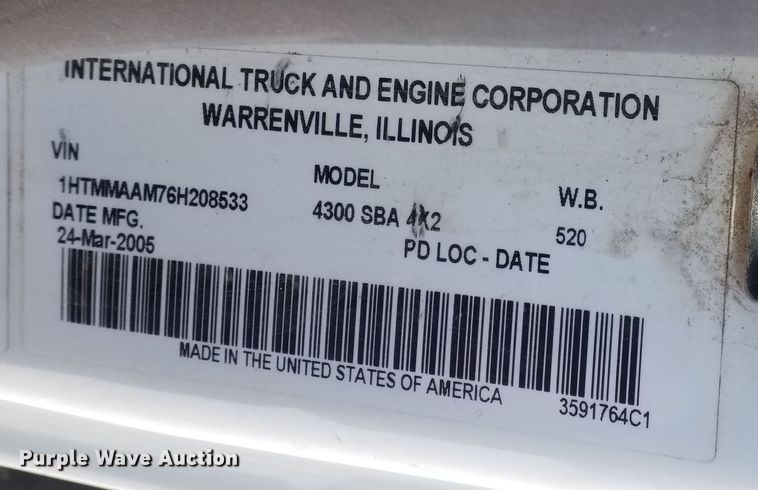 INTERNATIONAL TRUCK AND ENGINE CORPORATION
WARRENVILLE, ILLINOIS
VIN MODEL W.B.
1HTMMAAM76H208533 4300 SBA 4X2 520
DATE MFG. PD LOC - DATE
24-Mar-2005
MADE IN THE UNITED STATES OF AMERICA 3591764C1
Purple Wave Auction